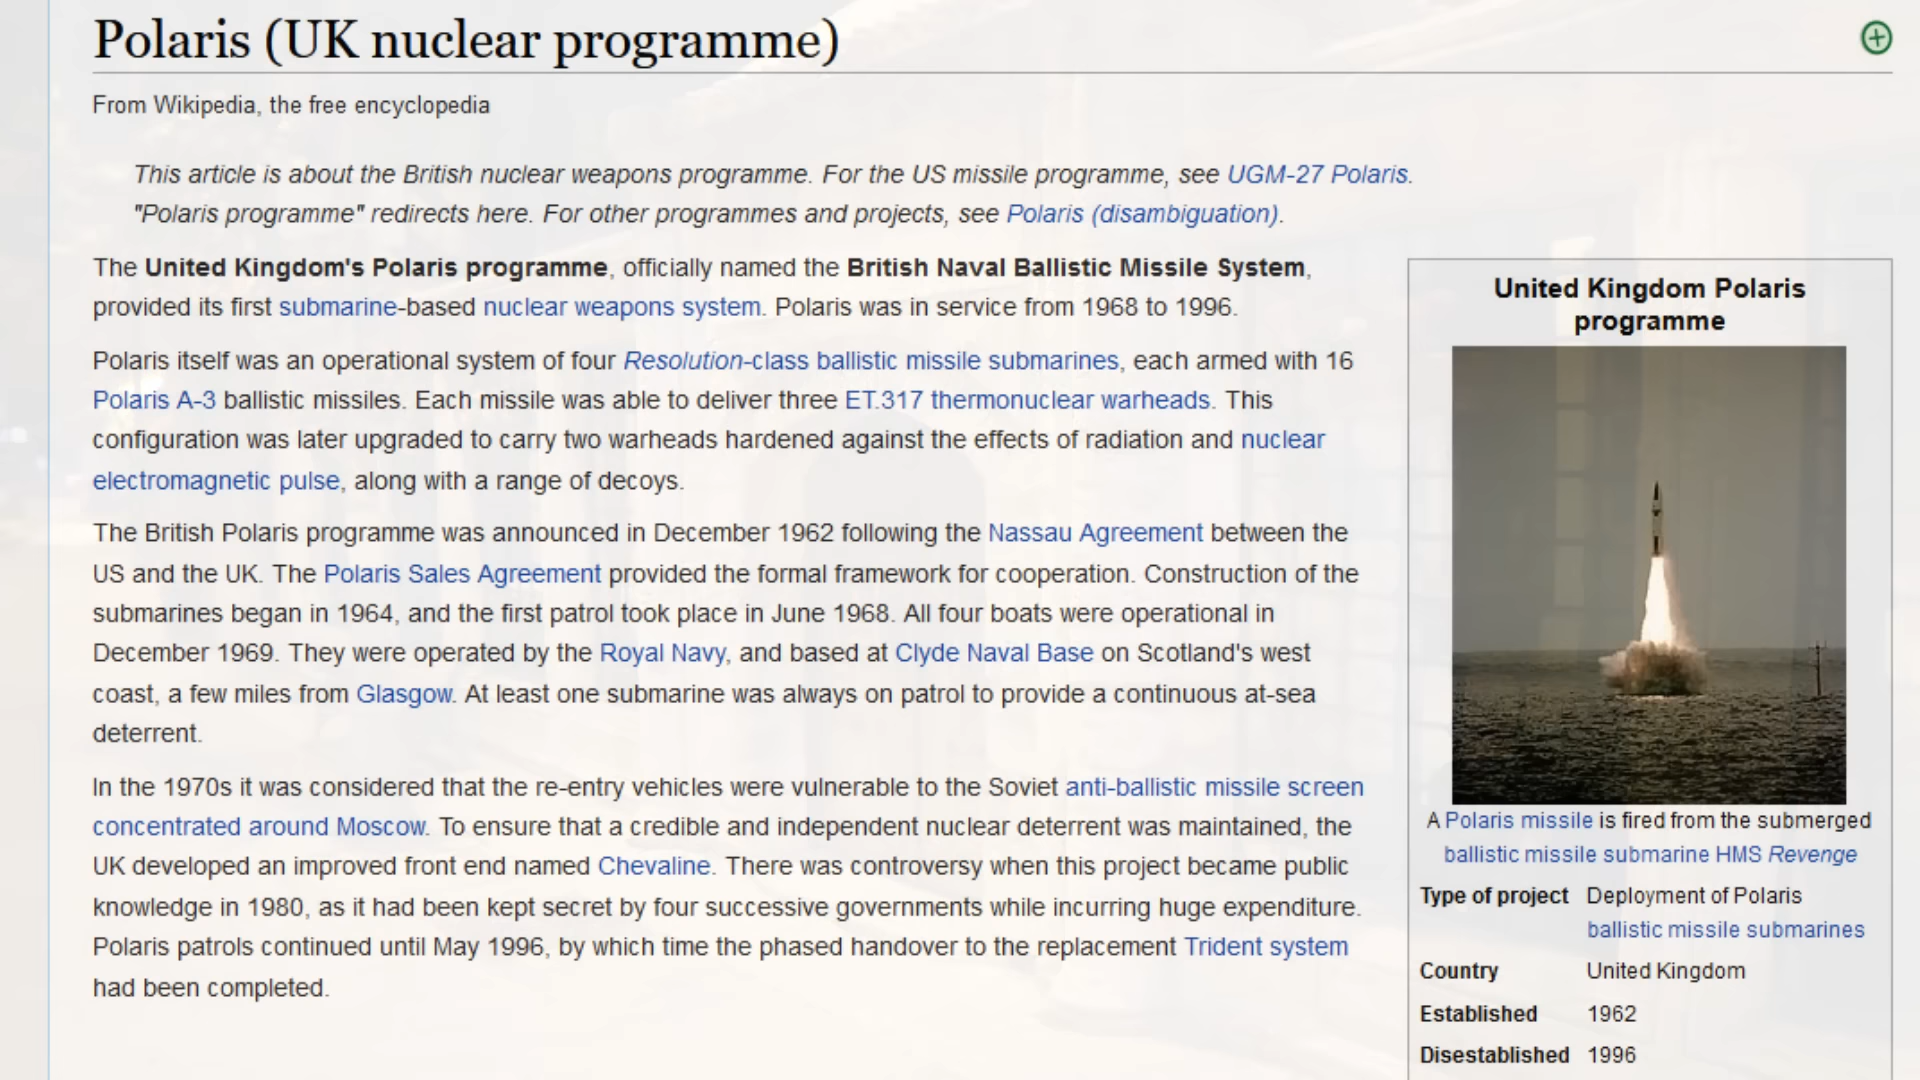 Polaris (UK nuclear programme)
From Wikipedia, the free encyclopedia
This article is about the British nuclear weapons programme. For the US missile programme, see UGM-27 Polaris.
"Polaris programme" redirects here. For other programmes and projects, see Polaris (disambiguation).
The United Kingdom's Polaris programme, officially named the British Naval Ballistic Missile System,
provided its first submarine-based nuclear weapons system. Polaris was in service from 1968 to 1996.
Polaris itself was an operational system of four Resolution-class ballistic missile submarines, each armed with 16
Polaris A-3 ballistic missiles. Each missile was able to deliver three ET.317 thermonuclear warheads. This
configuration was later upgraded to carry two warheads hardened against the effects of radiation and nuclear
electromagnetic pulse, along with a range of decoys.
The British Polaris programme was announced in December 1962 following the Nassau Agreement between the
US and the UK. The Polaris Sales Agreement provided the formal framework for cooperation. Construction of the
submarines began in 1964, and the first patrol took place in June 1968. All four boats were operational in
December 1969. They were operated by the Royal Navy, and based at Clyde Naval Base on Scotland's west
coast, a few miles from Glasgow. At least one submarine was always on patrol to provide a continuous at-sea
deterrent.
In the 1970s it was considered that the re-entry vehicles were vulnerable to the Soviet anti-ballistic missile screen
concentrated around Moscow. To ensure that a credible and independent nuclear deterrent was maintained, the
UK developed an improved front end named Chevaline. There was controversy when this project became public
knowledge in 1980, as it had been kept secret by four successive governments while incurring huge expenditure.
Polaris patrols continued until May 1996, by which time the phased handover to the replacement Trident system
had been completed.
United Kingdom Polaris
programme
A Polaris missile is fired from the submerged
ballistic missile submarine HMS Revenge
Type of project Deployment of Polaris
ballistic missile submarines
Country United Kingdom
Established 1962
Disestablished 1996